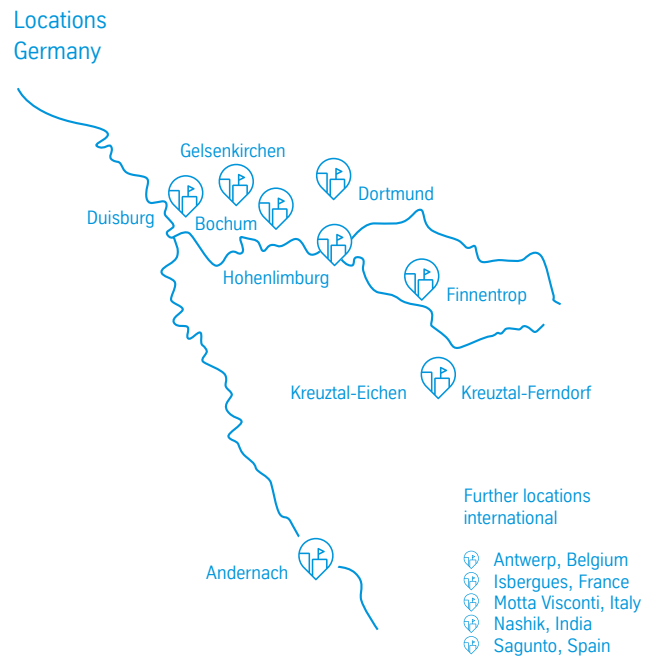 Locations
Germany
Gelsenkirchen
Dortmund
Duisburg
Bochum
Hohenlimburg
Finnentrop
Kreuztal-Eichen
Kreuztal-Ferndorf
Andernach
Further locations
international
Antwerp, Belgium
Isbergues, France
Motta Visconti, Italy
Nashik, India
Sagunto, Spain